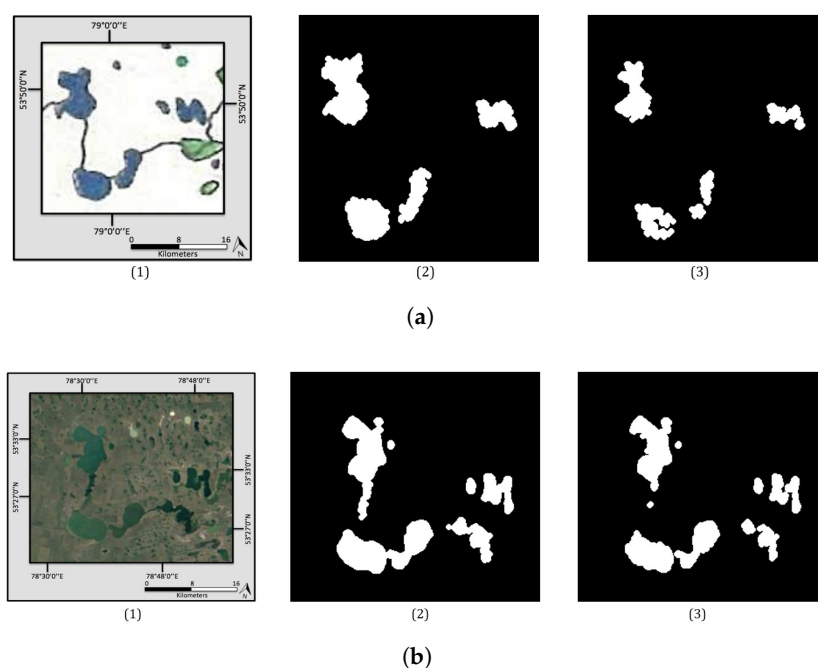 79°0'0"E
53°50'0"N
53°50'0"N
79°0'0"E
0 8 16
Kilometers
N
(1)
(2)
(3)
(a)
78°30'0"E
78°48'0"E
53°33'0"N
53°33'0"N
53°27'0"N
53°27'0"N
78°30'0"E
78°48'0"E
0 8 16
Kilometers
N
(1)
(2)
(3)
(b)